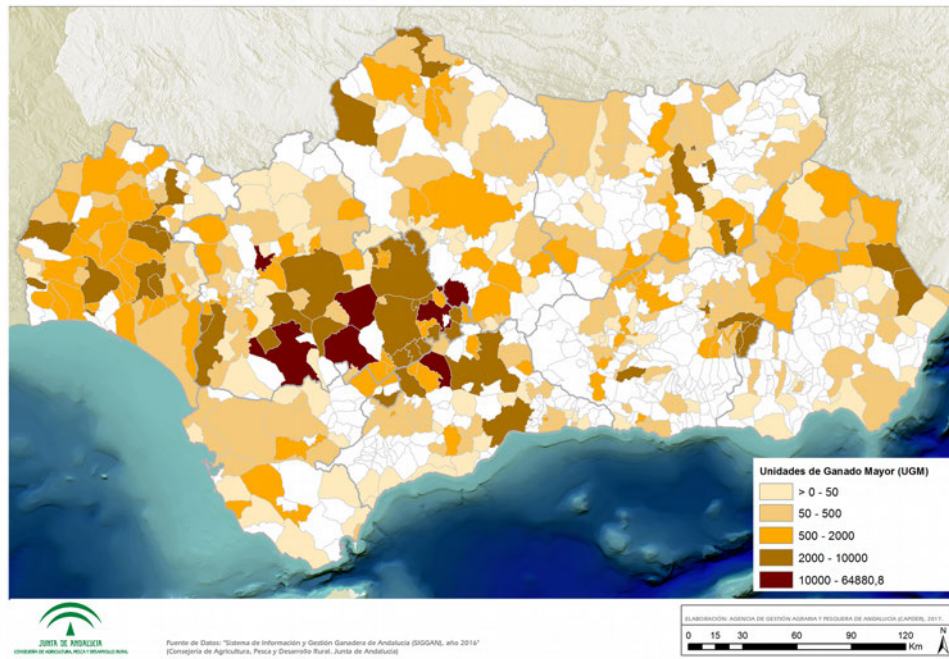 Unidades de Ganado Mayor (UGM)
> 0 - 50
50 - 500
500 - 2000
2000 - 10000
10000 - 64880,8
JUNTA DE ANDALUCIA
CONSEJERÍA DE AGRICULTURA, PESCA Y DESARROLLO RURAL
Fuente de Datos: "Sistema de Información y Gestión Ganadera de Andalucía (SIGGAN), año 2016"
(Consejería de Agricultura, Pesca y Desarrollo Rural. Junta de Andalucía)
ELABORACIÓN: AGENCIA DE GESTIÓN AGRARIA Y PESQUERA DE ANDALUCÍA (CAPDER), 2017.
0 15 30 60 90 120
Km
N